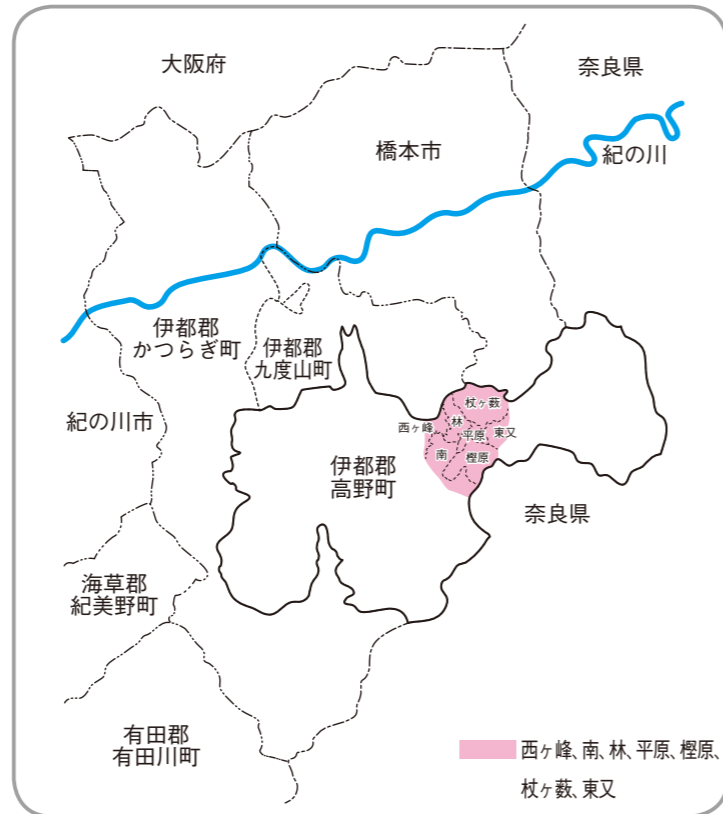 大阪府
奈良県
橋本市
紀の川
伊都郡
かつらぎ町
伊都郡
九度山町
紀の川市
杖ヶ薮
西ヶ峰
林
平原
東又
南
樫原
伊都郡
高野町
奈良県
海草郡
紀美野町
有田郡
有田川町
西ヶ峰、南、林、平原、樫原、
杖ヶ薮、東又